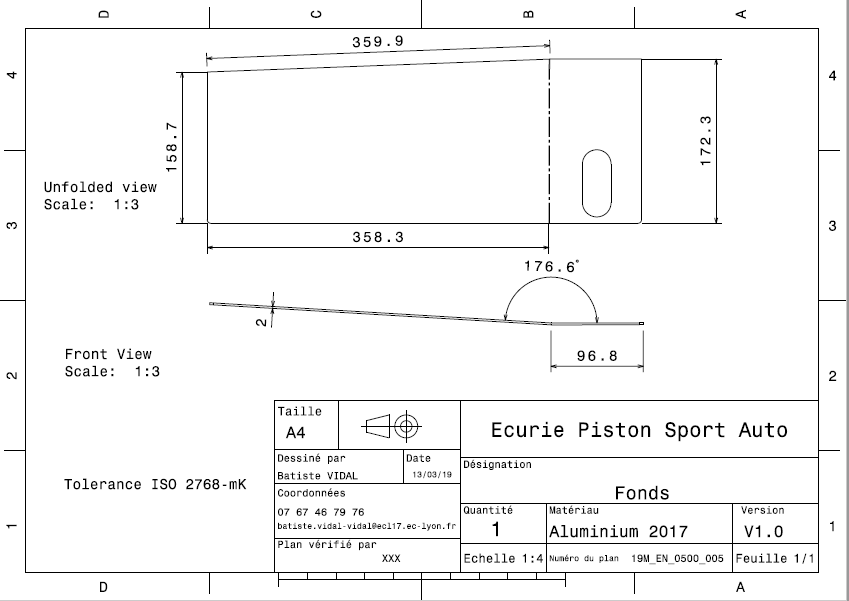 D C B A
359.9
4 4
158.7
172.3
Unfolded view
Scale: 1:3
3 3
358.3
176.6°
2
Front View
Scale: 1:3
96.8
2 2
Taille
A4
Ecurie Piston Sport Auto
Dessiné par
Batiste VIDAL
Date
13/03/19
Désignation
Fonds
Tolerance ISO 2768-mK
Coordonnées
07 67 46 79 76
batiste.vidal-vidal@ecl17.ec-lyon.fr
Quantité
1
Matériau
Aluminium 2017
Version
V1.0
1 1
Plan vérifié par
XXX
Echelle 1:4
Numéro du plan 19M_EN_0500_005
Feuille 1/1
D A